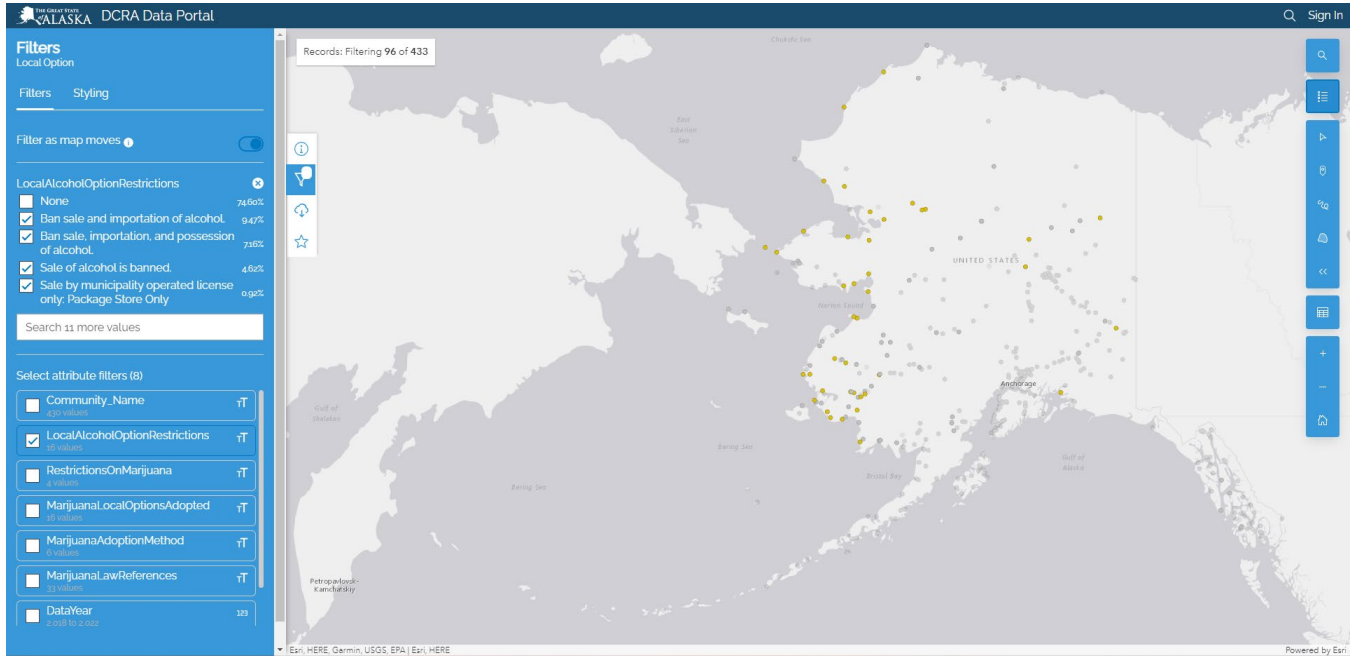 THE GREAT STATE
of ALASKA DCRA Data Portal
Sign In
Filters
Local Option
Filters Styling
Filter as map moves
LocalAlcoholOptionRestrictions
None 74.60%
Ban sale and importation of alcohol. 9.47%
Ban sale, importation, and possession
of alcohol. 7.16%
Sale of alcohol is banned. 4.62%
Sale by municipality operated license
only: Package Store Only 0.92%
Search 11 more values
Select attribute filters (8)
Community_Name
430 values
LocalAlcoholOptionRestrictions
16 values
RestrictionsOnMarijuana
4 values
MarijuanaLocalOptionsAdopted
16 values
MarijuanaAdoptionMethod
6 values
MarijuanaLawReferences
33 values
DataYear 123
2,018 to 2,022
Records: Filtering 96 of 433
Chukchi Sea
East
Siberian
Sea
UNITED STATES
Norton Sound
Anchorage
Gulf of
Alaska
Bristol Bay
Bering Sea
Bering Sea
Gulf of
Petropavlovsk-
Kamchatskiy
Esri, HERE, Garmin, USGS, EPA | Esri, HERE
Powered by Esri